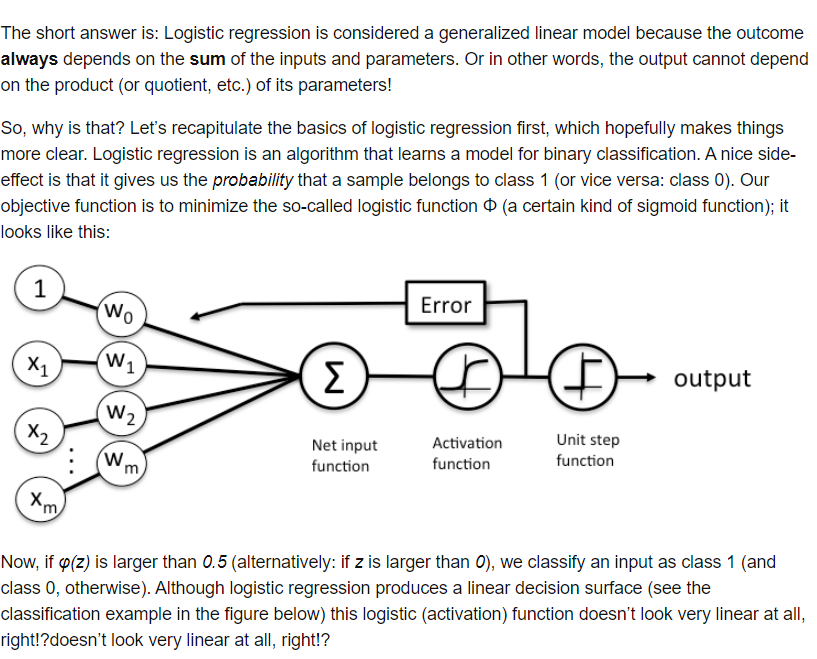 The short answer is: Logistic regression is considered a generalized linear model because the outcome
always depends on the sum of the inputs and parameters. Or in other words, the output cannot depend
on the product (or quotient, etc.) of its parameters!
So, why is that? Let's recapitulate the basics of logistic regression first, which hopefully makes things
more clear. Logistic regression is an algorithm that learns a model for binary classification. A nice side-
effect is that it gives us the probability that a sample belongs to class 1 (or vice versa: class 0). Our
objective function is to minimize the so-called logistic function Φ (a certain kind of sigmoid function); it
looks like this:
1
W0
Error
X1
W1
Σ
output
X2
W2
⋮
Wm
Xm
Net input
function
Activation
function
Unit step
function
Now, if φ(z) is larger than 0.5 (alternatively: if z is larger than 0), we classify an input as class 1 (and
class 0, otherwise). Although logistic regression produces a linear decision surface (see the
classification example in the figure below) this logistic (activation) function doesn't look very linear at all,
right!?doesn't look very linear at all, right!?